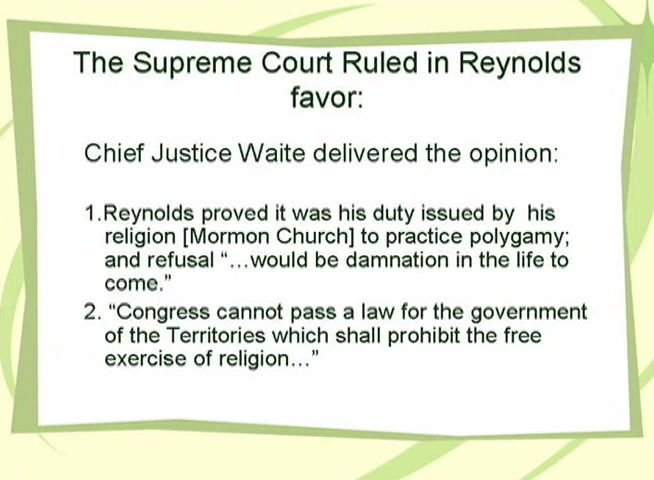 The Supreme Court Ruled in Reynolds
favor:
Chief Justice Waite delivered the opinion:
1.Reynolds proved it was his duty issued by his
religion [Mormon Church] to practice polygamy;
and refusal “…would be damnation in the life to
come.”
2. “Congress cannot pass a law for the government
of the Territories which shall prohibit the free
exercise of religion…”